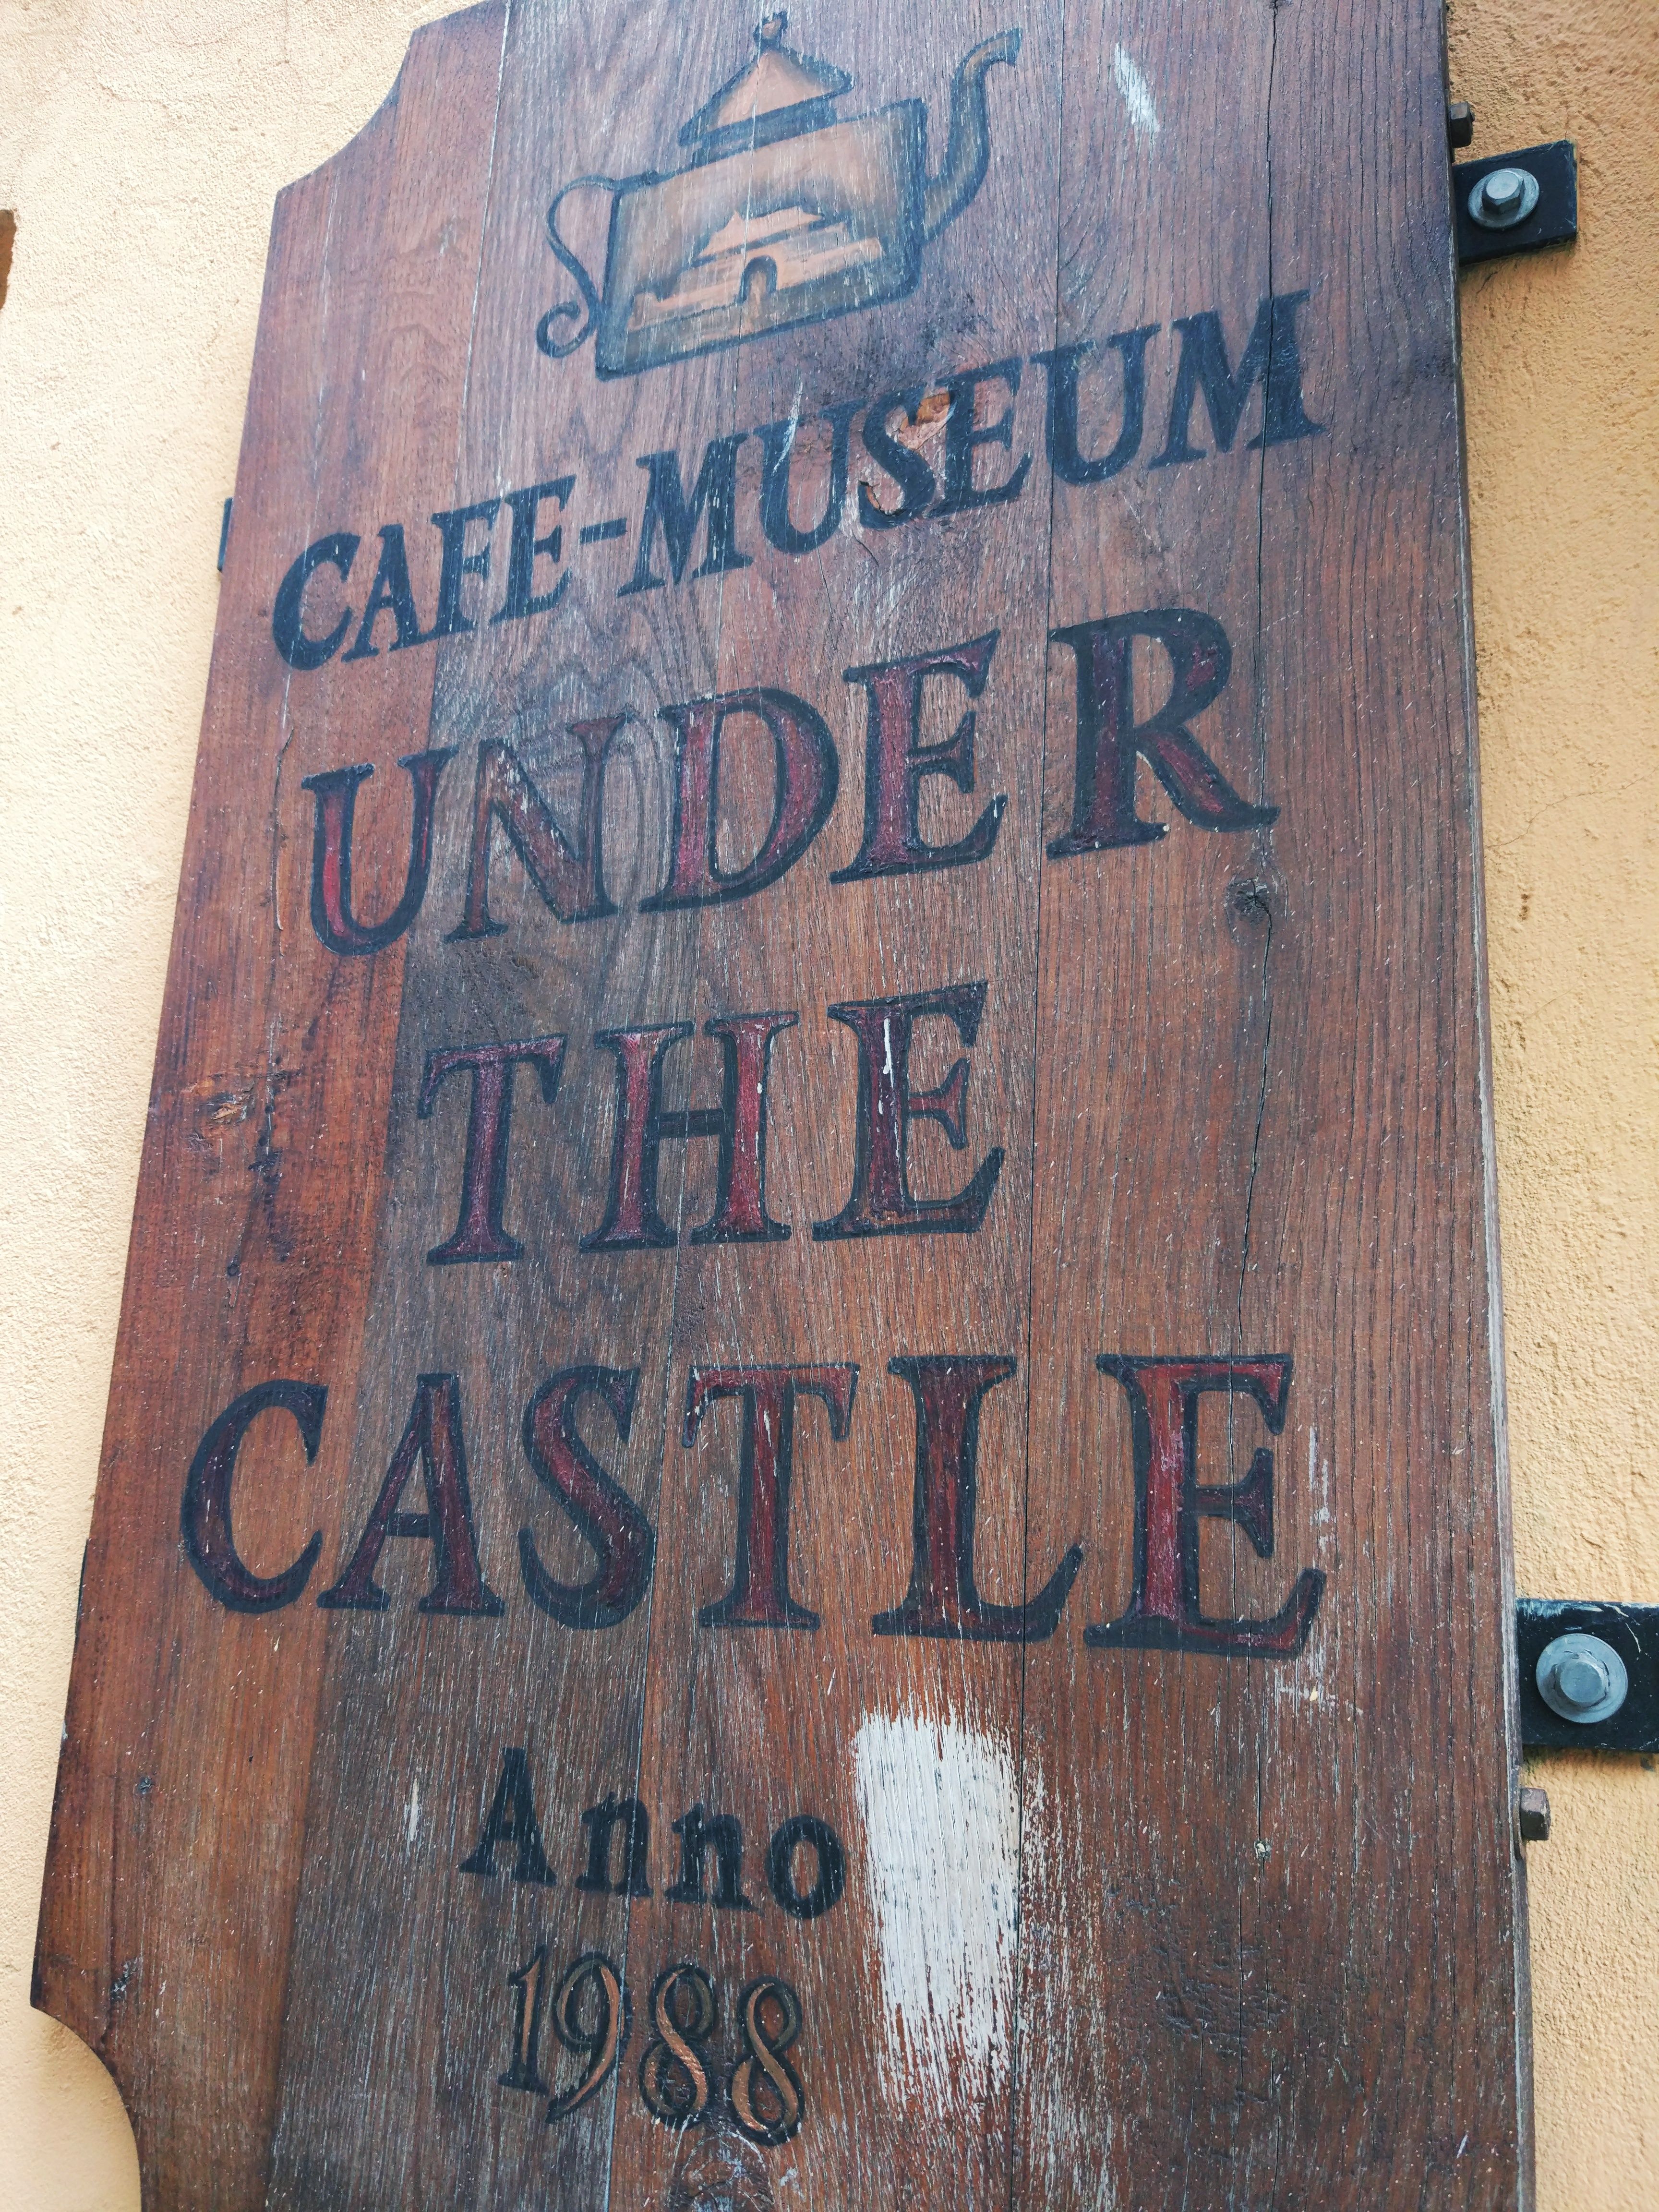 CAFE-MUSEUM
UNDER
THE
CASTLE
Anno
1988